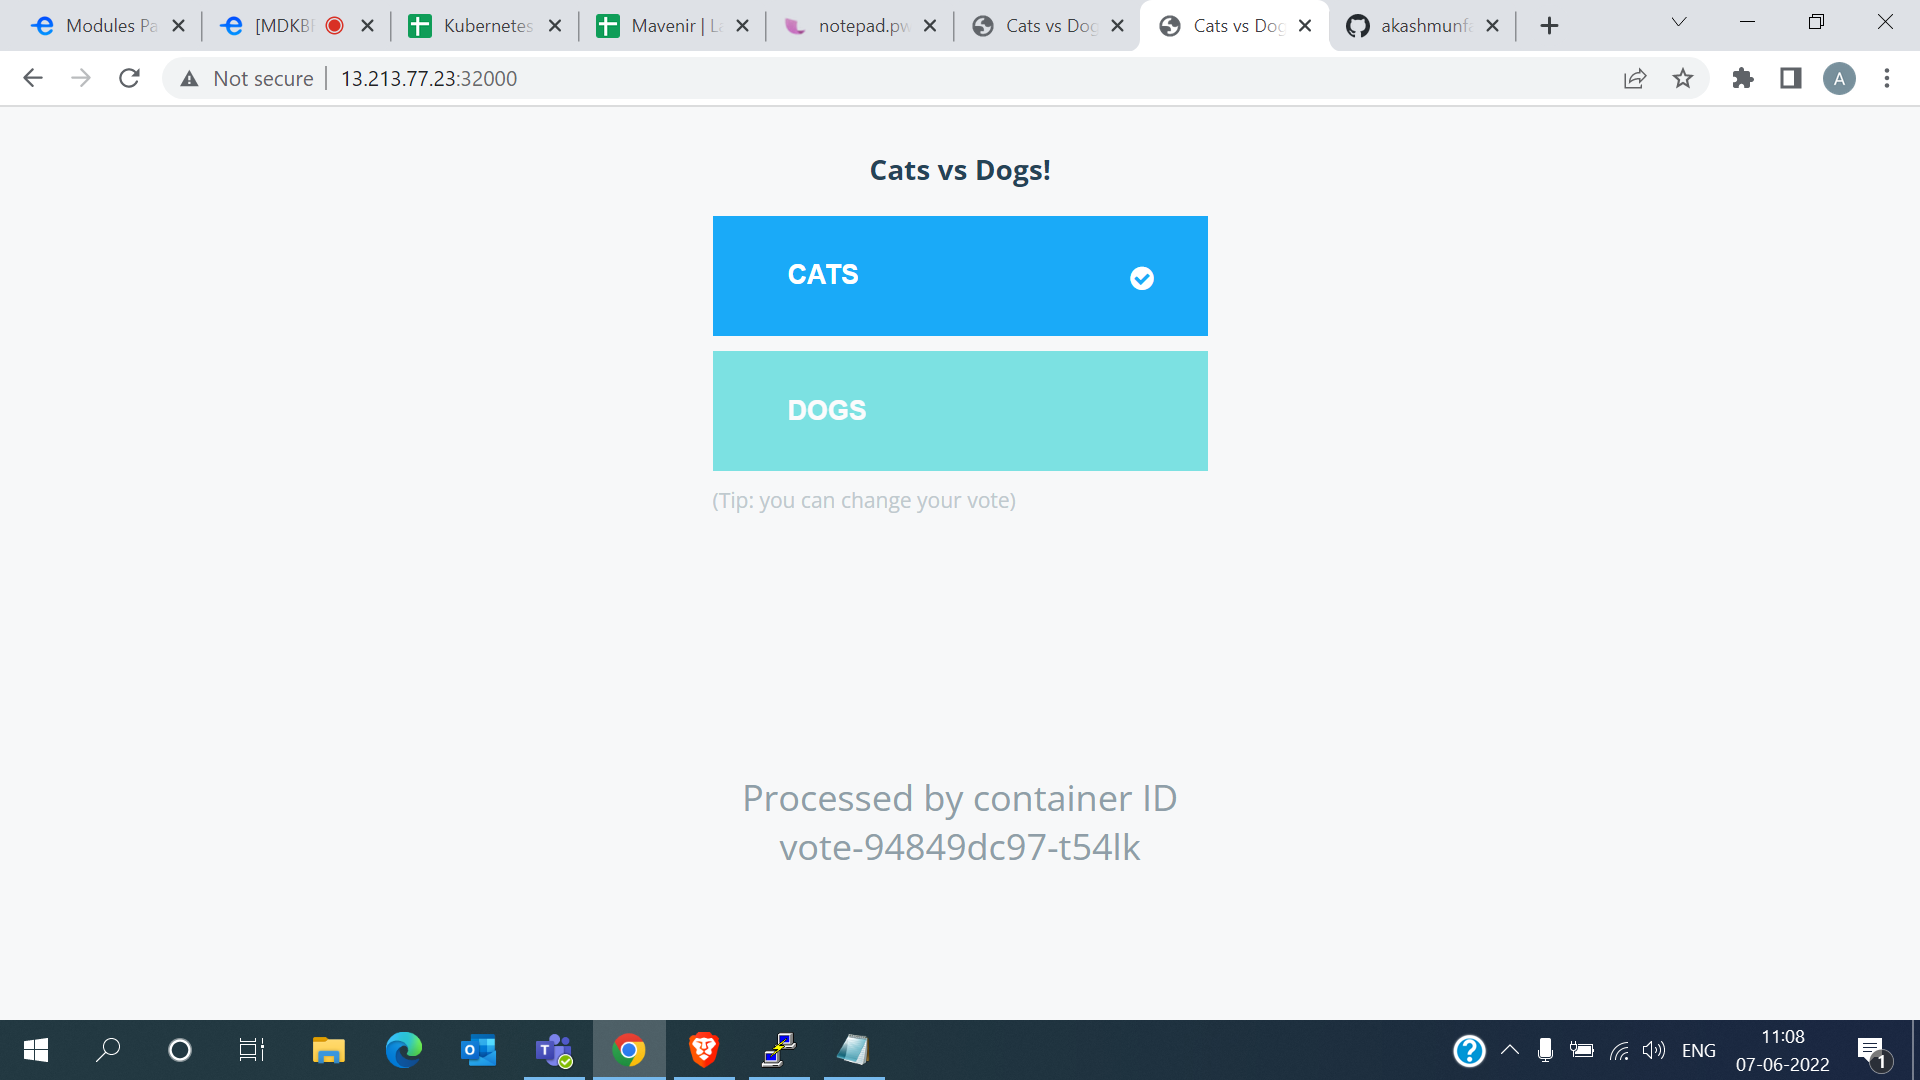 Modules Pa
[MDKB
Kubernetes
Mavenir | La
notepad.pw
Cats vs Dog
Cats vs Dog
akashmunfa
Not secure
13.213.77.23:32000
A
Cats vs Dogs!
CATS
DOGS
(Tip: you can change your vote)
Processed by container ID
vote-94849dc97-t54lk
ENG
11:08
07-06-2022
1